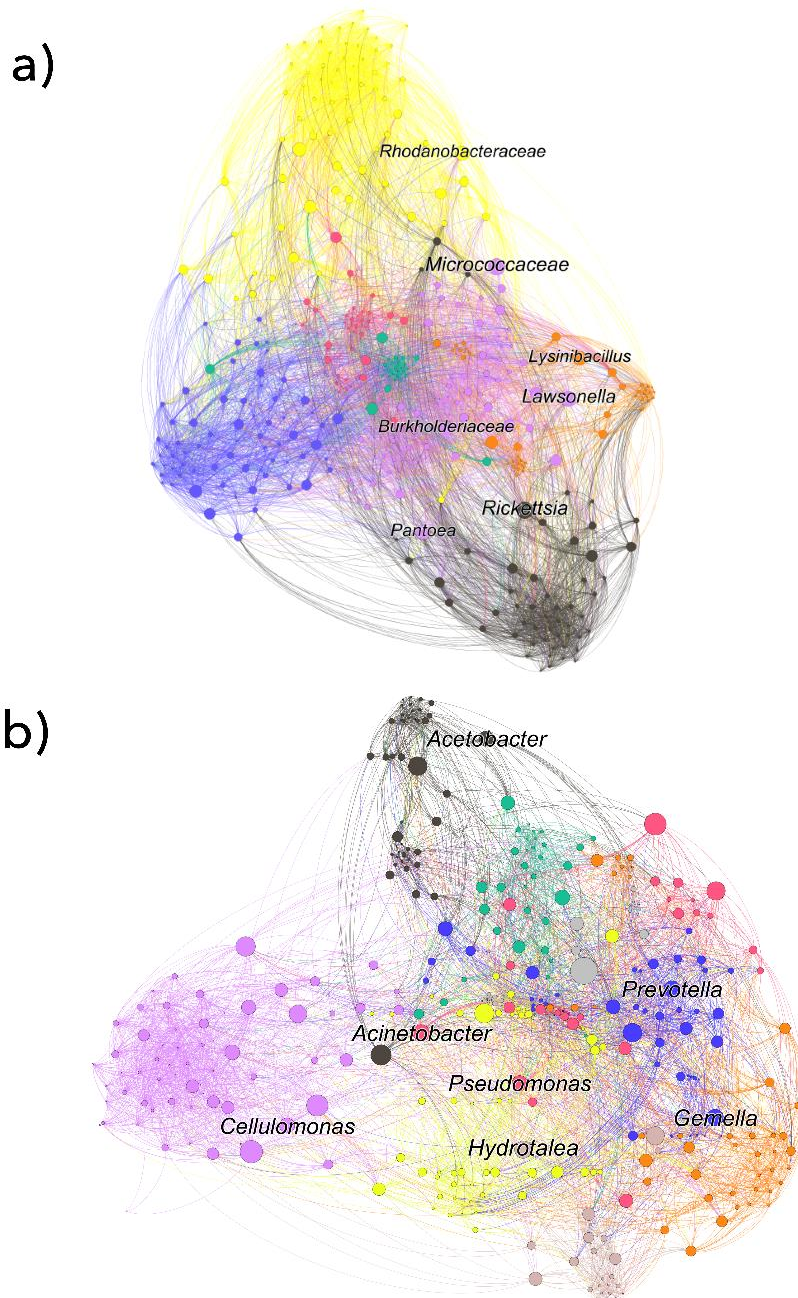 a)
Rhodanobacteraceae
Micrococcaceae
Lysinibacillus
Lawsonella
Burkholderiaceae
Rickettsia
Pantoea
b)
Acetobacter
Prevotella
Acinetobacter
Pseudomonas
Gemella
Cellulomonas
Hydrotalea